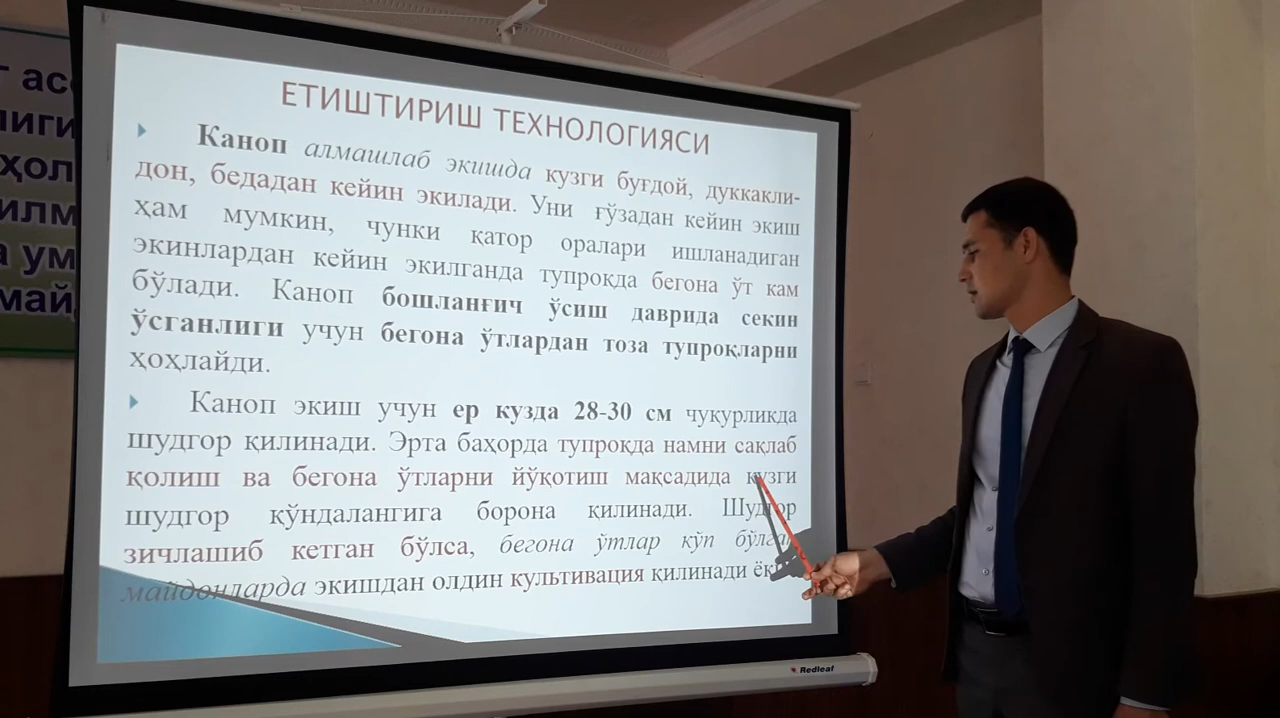 ЕТИШТИРИШ ТЕХНОЛОГИЯСИ
Каноп алмашлаб экишда кузги буғдой, дуккакли-
дон, бедадан кейин экилади. Уни ғўзадан кейин экиш
ҳам мумкин, чунки қатор оралари ишланадиган
экинлардан кейин экилганда тупроқда бегона ўт кам
бўлади. Каноп бошланғич ўсиш даврида секин
ўсганлиги учун бегона ўтлардан тоза тупроқларни
ҳоҳлайди.
Каноп экиш учун ер кузда 28-30 см чуқурликда
шудгор қилинади. Эрта баҳорда тупроқда намни сақлаб
қолиш ва бегона ўтларни йўқотиш мақсадида кузги
шудгор қўндалангига борона қилинади. Шудгор
зичлашиб кетган бўлса, бегона ўтлар кўп бўлган
майдонларда экишдан олдин культивация қилинади ёки
Redleaf